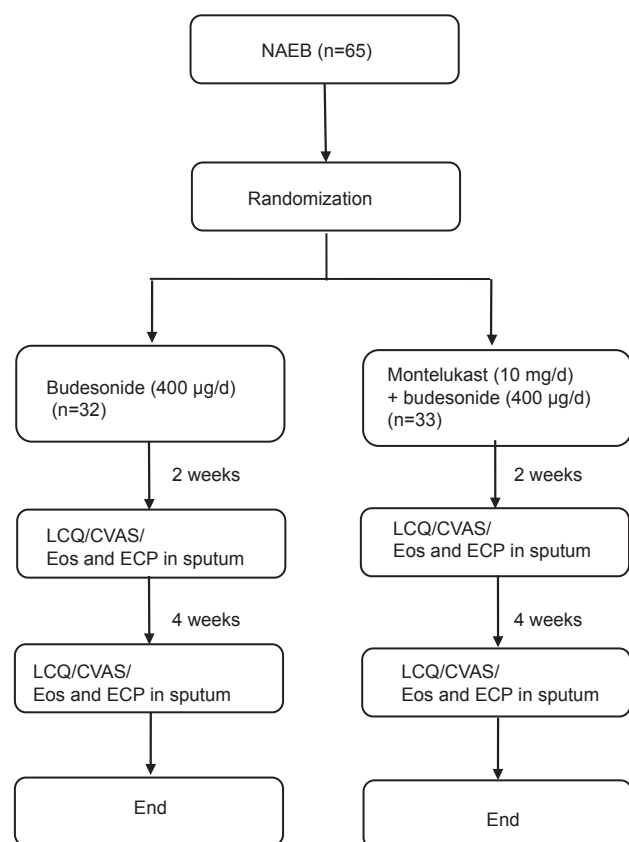 NAEB (n=65)
Randomization
Budesonide (400 µg/d)
(n=32)
Montelukast (10 mg/d)
+ budesonide (400 µg/d)
(n=33)
2 weeks
2 weeks
LCQ/CVAS/
Eos and ECP in sputum
LCQ/CVAS/
Eos and ECP in sputum
4 weeks
4 weeks
LCQ/CVAS/
Eos and ECP in sputum
LCQ/CVAS/
Eos and ECP in sputum
End
End